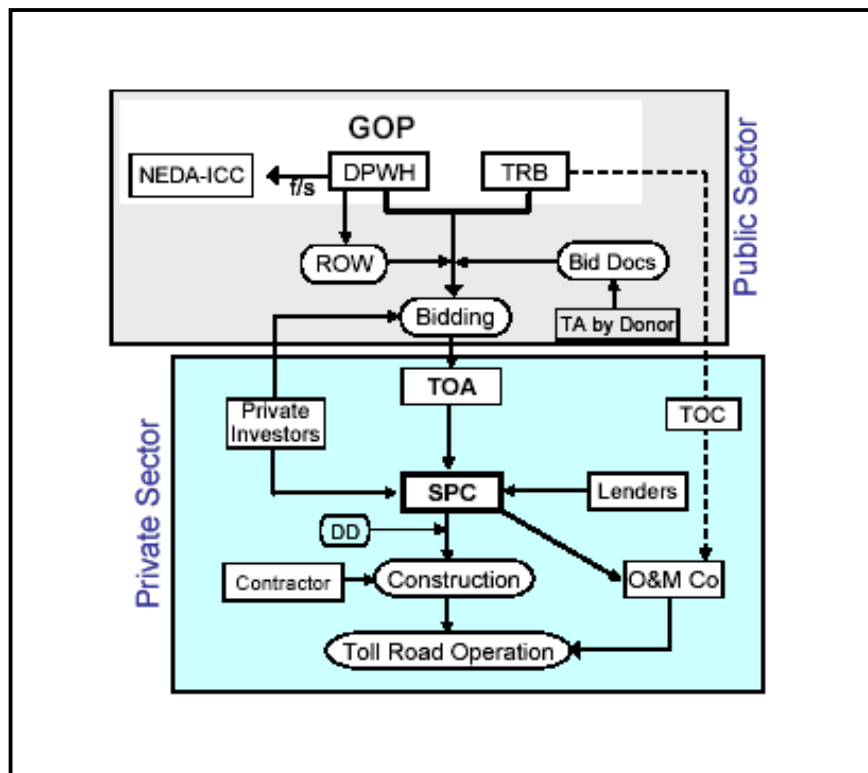 GOP
NEDA-ICC
f/s
DPWH
TRB
ROW
Bid Docs
Bidding
TA by Donor
Public Sector
TOA
Private
Investors
TOC
SPC
Lenders
DD
Contractor
Construction
O&M Co
Toll Road Operation
Private Sector